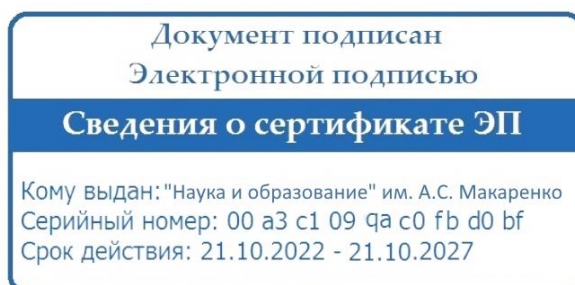 Документ подписан
Электронной подписью
Сведения о сертификате ЭП
Кому выдан:"Наука и образование" им. А.С. Макаренко
Серийный номер: 00 a3 c1 09 qa c0 fb d0 bf
Срок действия: 21.10.2022 - 21.10.2027